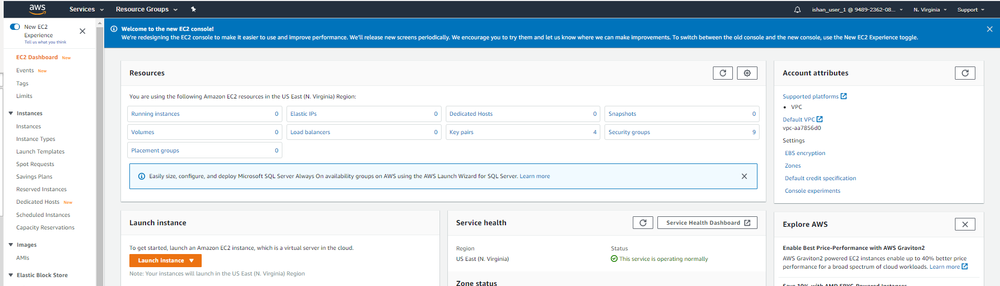 aws
Services
Resource Groups
ishan_user_1 @ 9489-2362-08...
N. Virginia
Support
New EC2
Experience
Tell us what you think
EC2 Dashboard New
Events New
Tags
Limits
Instances
Instances
Instance Types
Launch Templates
Spot Requests
Savings Plans
Reserved Instances
Dedicated Hosts New
Scheduled Instances
Capacity Reservations
Images
AMIs
Elastic Block Store
Welcome to the new EC2 console!
We're redesigning the EC2 console to make it easier to use and improve performance. We'll release new screens periodically. We encourage you to try them and let us know where we can make improvements. To switch between the old console and the new console, use the New EC2 Experience toggle.
Resources
You are using the following Amazon EC2 resources in the US East (N. Virginia) Region:
Running instances 0
Elastic IPs 0
Dedicated Hosts 0
Snapshots 0
Volumes 0
Load balancers 0
Key pairs 4
Security groups 9
Placement groups 0
Easily size, configure, and deploy Microsoft SQL Server Always On availability groups on AWS using the AWS Launch Wizard for SQL Server. Learn more
Launch instance
To get started, launch an Amazon EC2 instance, which is a virtual server in the cloud.
Launch instance
Note: Your instances will launch in the US East (N. Virginia) Region
Service health
Service Health Dashboard
Region
US East (N. Virginia)
Status
This service is operating normally
Zone status
Account attributes
Supported platforms
VPC
Default VPC
vpc-aa7856d0
Settings
EBS encryption
Zones
Default credit specification
Console experiments
Explore AWS
Enable Best Price-Performance with AWS Graviton2
AWS Graviton2 powered EC2 instances enable up to 40% better price
performance for a broad spectrum of cloud workloads. Learn more
Save 10% with AMD EPYC-Powered Instances